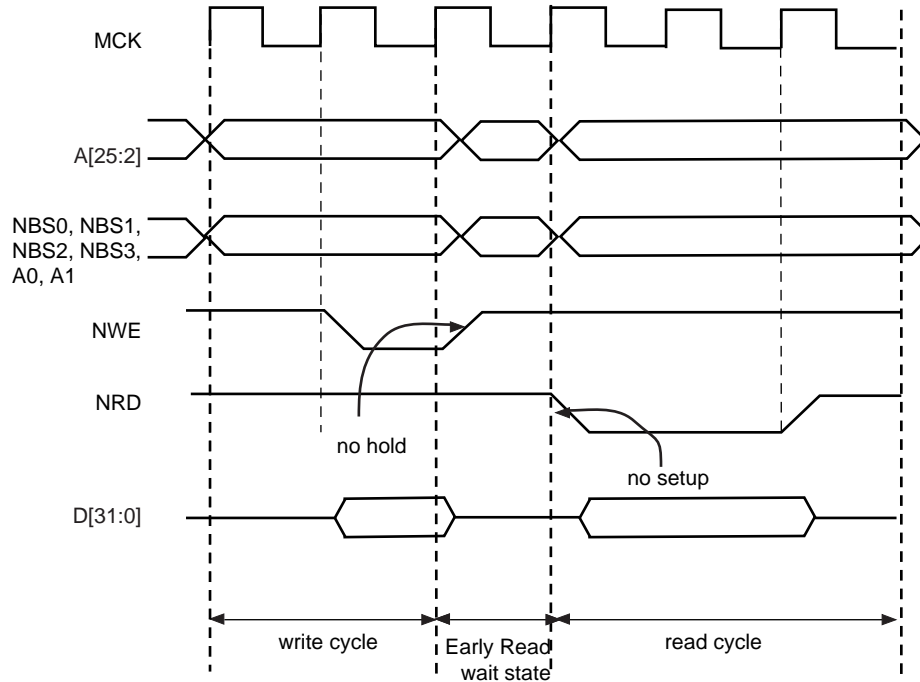 MCK
A[25:2]
NBS0, NBS1,
NBS2, NBS3,
A0, A1
NWE
NRD
no hold
no setup
D[31:0]
write cycle
Early Read
wait state
read cycle